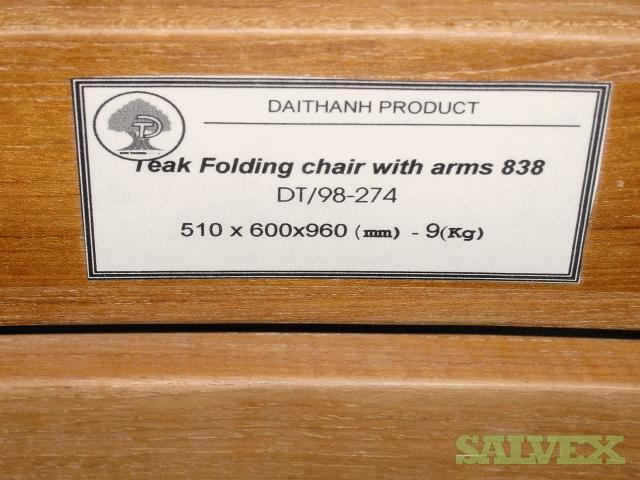 DAITHANH PRODUCT
Teak Folding chair with arms 838
DT/98-274
510 x 600x960 (mm) - 9(Kg)
SALVEX